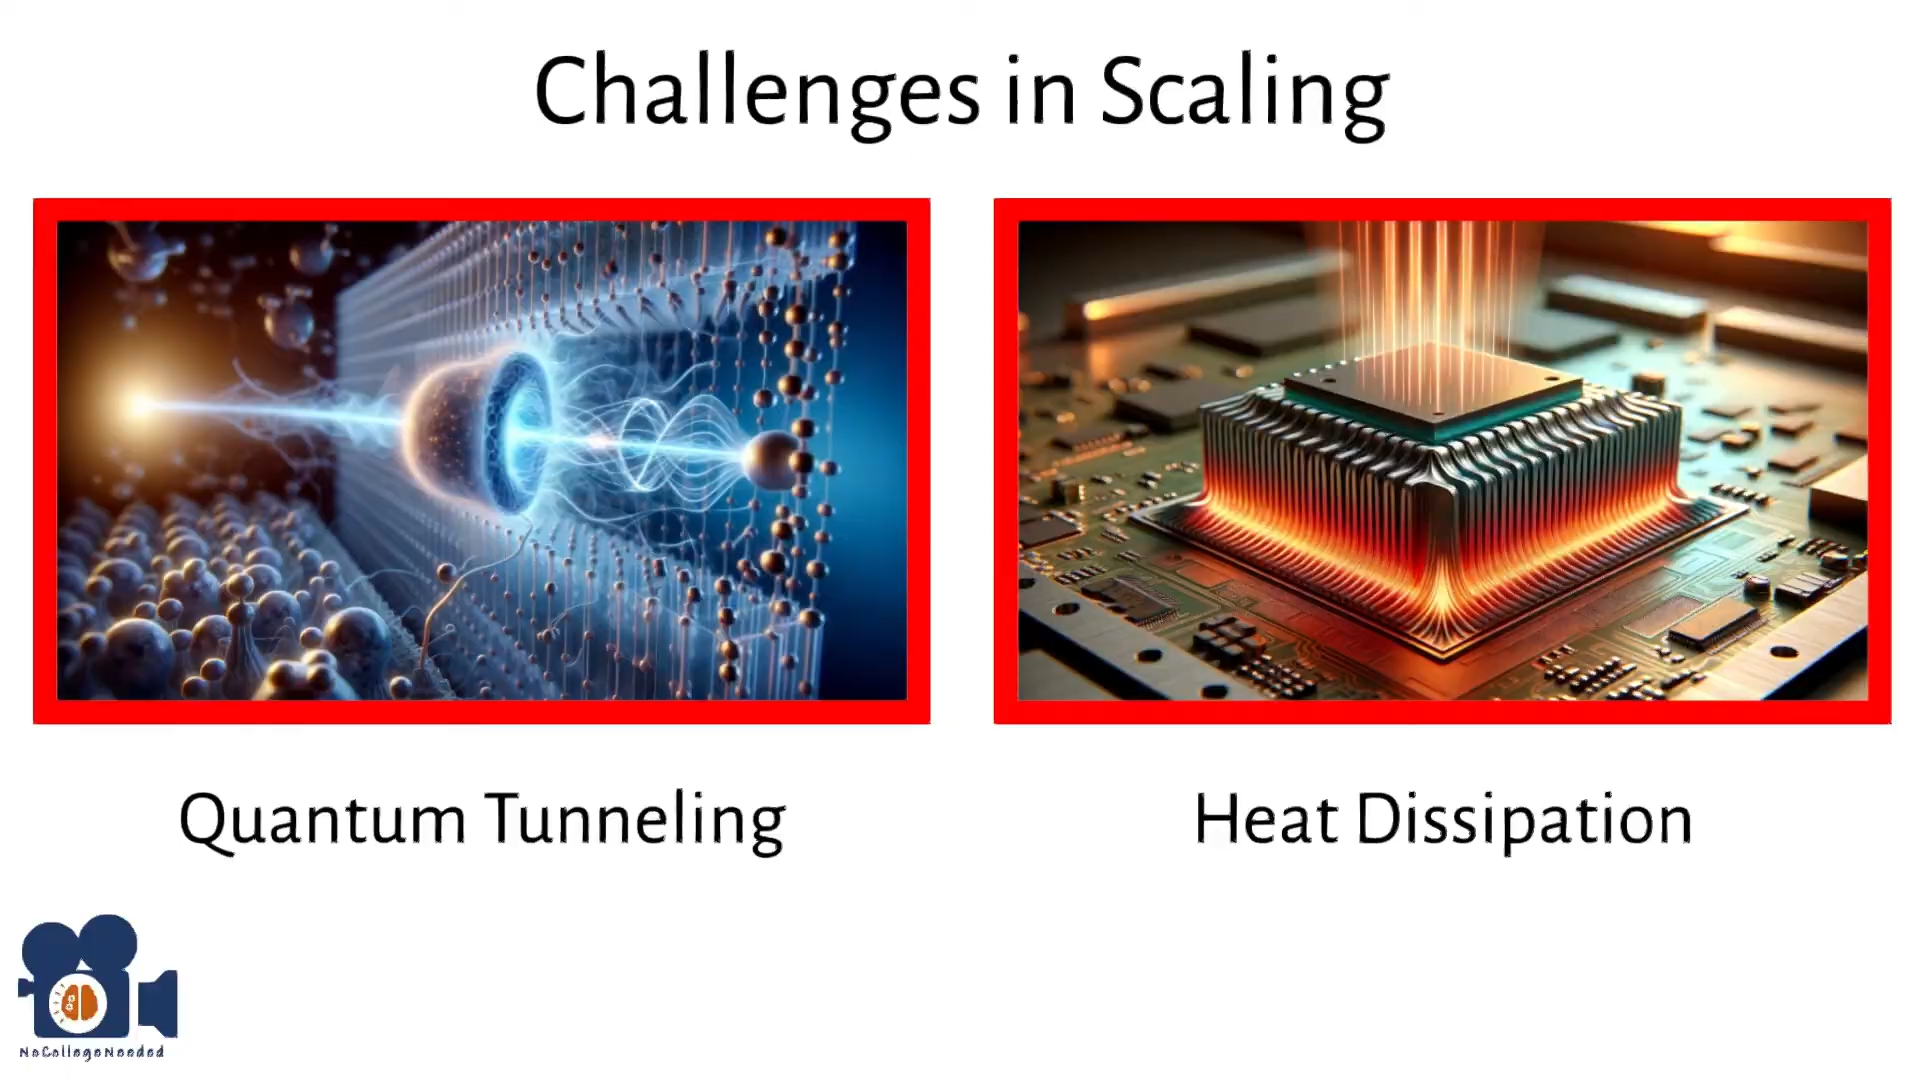 Challenges in Scaling
Quantum Tunneling
Heat Dissipation
NoCollegeNeeded